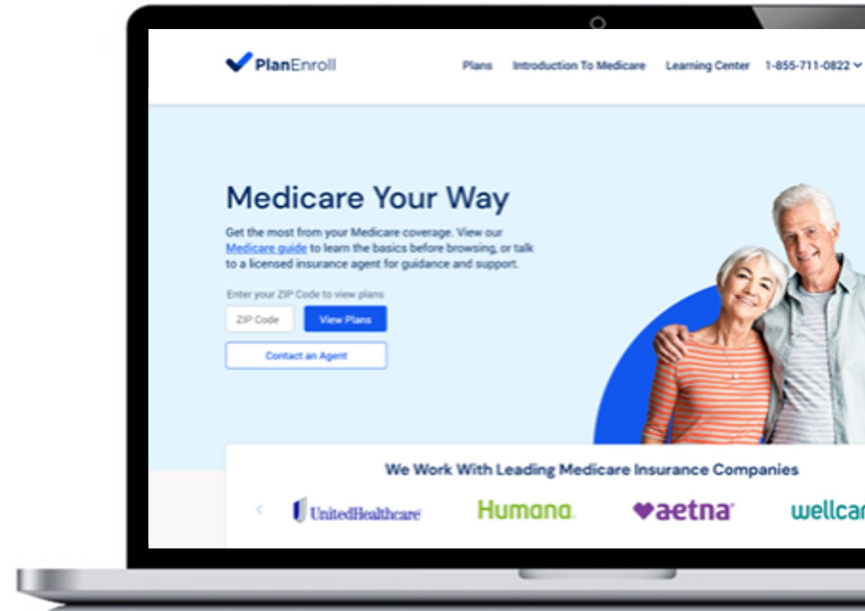 PlanEnroll
Plans Introduction To Medicare Learning Center 1-855-711-0822
Medicare Your Way
Get the most from your Medicare coverage. View our
Medicare guide to learn the basics before browsing, or talk
to a licensed insurance agent for guidance and support.
Enter your ZIP Code to view plans
ZIP Code View Plans
Contact an Agent
We Work With Leading Medicare Insurance Companies
UnitedHealthcare Humana. aetna wellcar